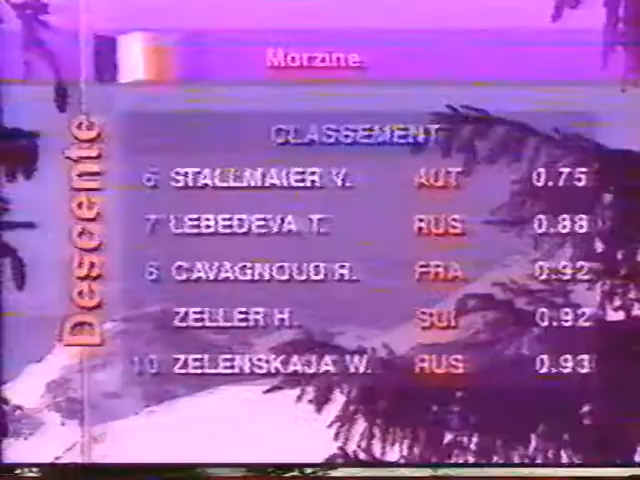 Morzine
Descente
CLASSEMENT
6 STALLMAIER V. AUT 0.75
7 LEBEDEVA T. RUS 0.88
8 CAVAGNOUD R. FRA 0.92
ZELLER H. SUI 0.92
10 ZELENSKAJA W. RUS 0.93